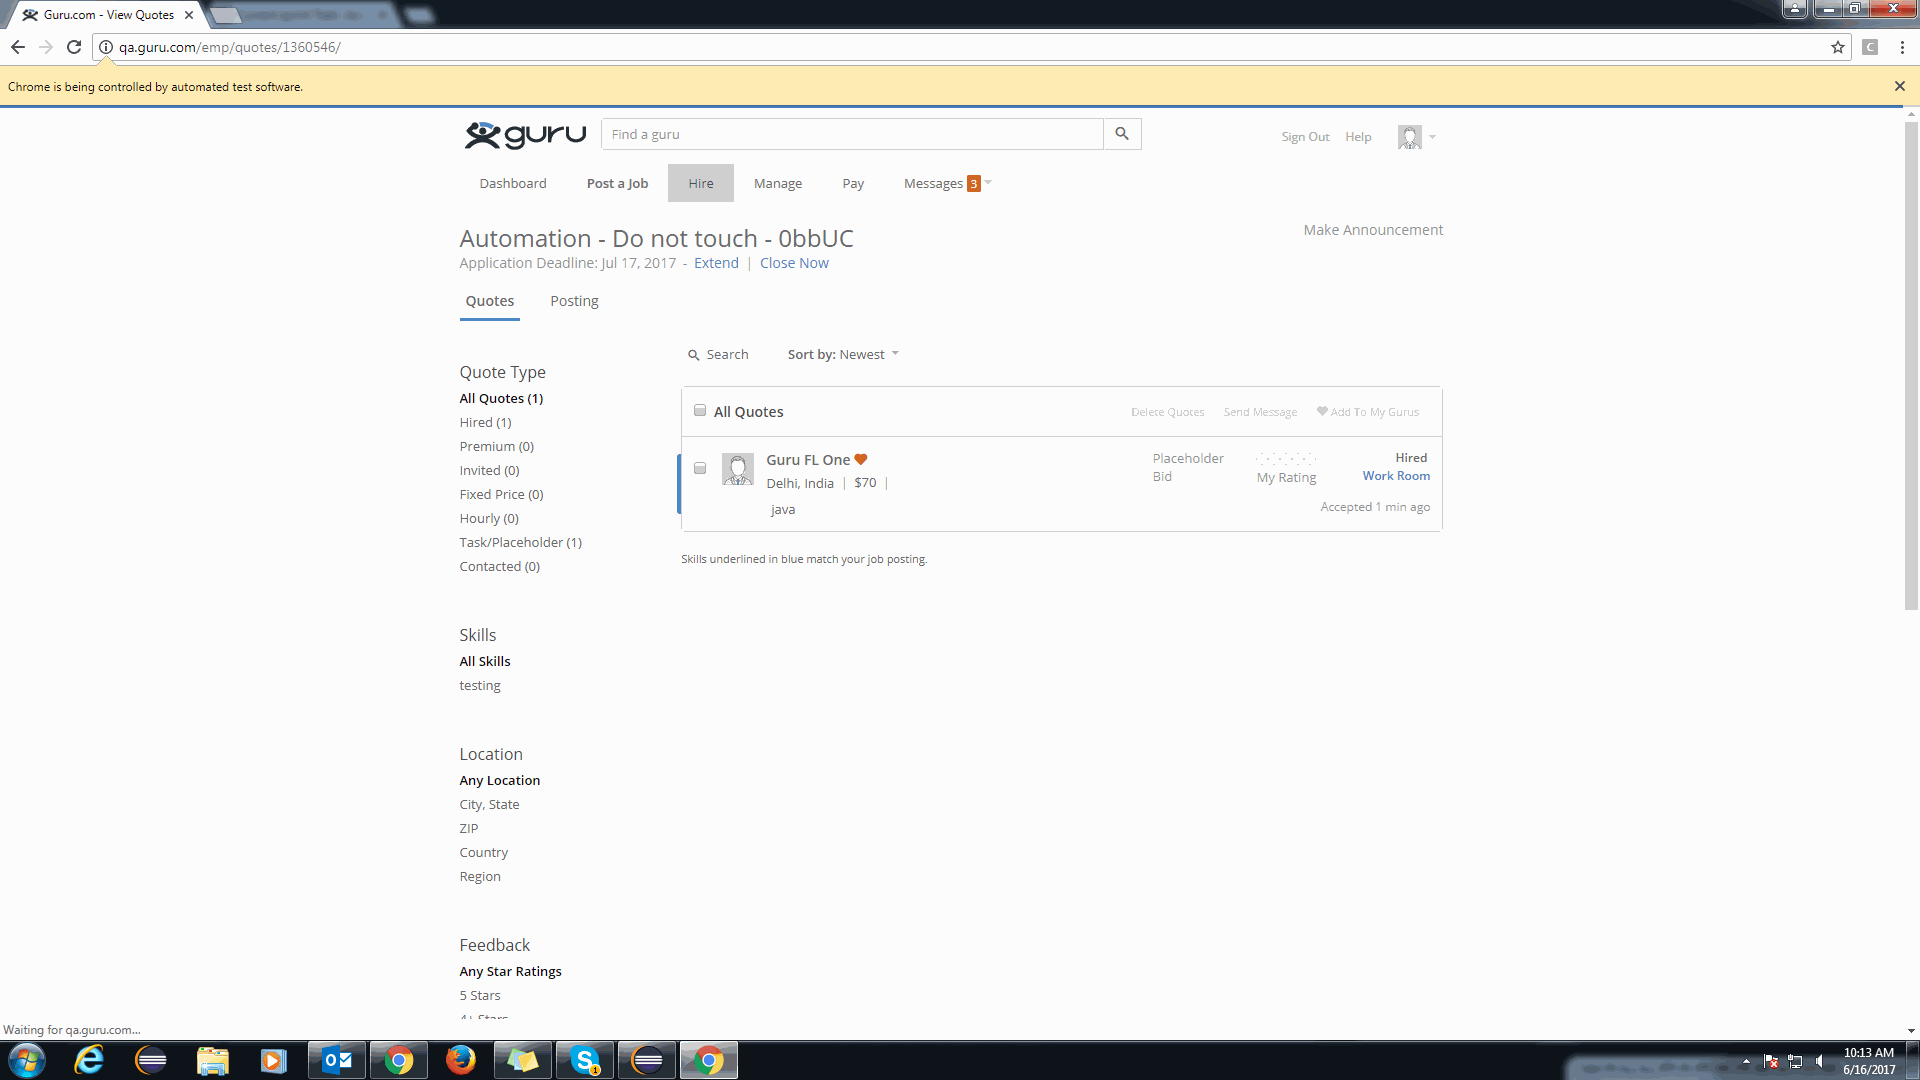 Guru.com - View Quotes
qa.guru.com/emp/quotes/1360546/
C
Chrome is being controlled by automated test software.
guru
Find a guru
Sign Out Help
Dashboard Post a Job Hire Manage Pay Messages 3
Automation - Do not touch - 0bbUC
Make Announcement
Application Deadline: Jul 17, 2017 - Extend | Close Now
Quotes Posting
Search Sort by: Newest
Quote Type
All Quotes (1)
Hired (1)
Premium (0)
Invited (0)
Fixed Price (0)
Hourly (0)
Task/Placeholder (1)
Contacted (0)
All Quotes Delete Quotes Send Message Add To My Gurus
Guru FL One
Delhi, India | $70 |
java
Placeholder
Bid
My Rating
Hired
Work Room
Accepted 1 min ago
Skills underlined in blue match your job posting.
Skills
All Skills
testing
Location
Any Location
City, State
ZIP
Country
Region
Feedback
Any Star Ratings
5 Stars
4+ Stars
Waiting for qa.guru.com...
1
10:13 AM
6/16/2017